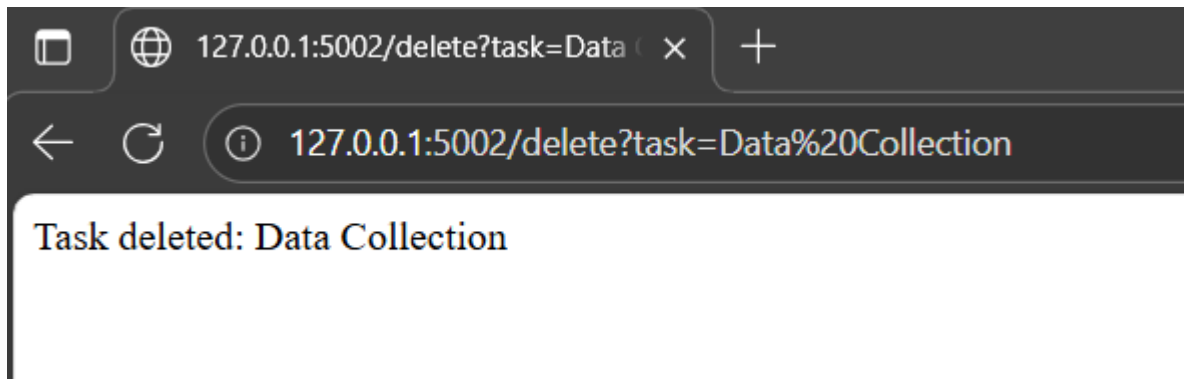 127.0.0.1:5002/delete?task=Data
127.0.0.1:5002/delete?task=Data%20Collection
Task deleted: Data Collection